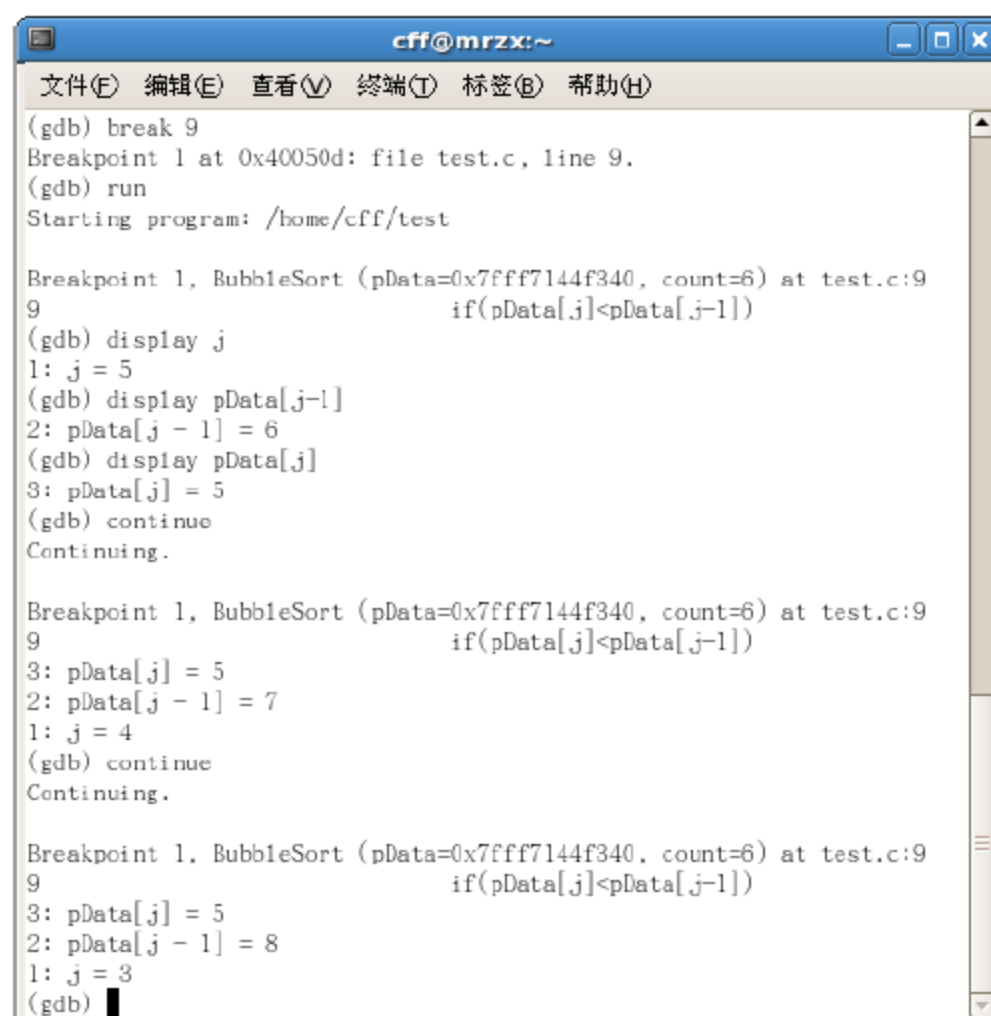 cff@mrzx:~
文件(F) 编辑(E) 查看(V) 终端(T) 标签(B) 帮助(H)
(gdb) break 9
Breakpoint 1 at 0x40050d: file test.c, line 9.
(gdb) run
Starting program: /home/cff/test
Breakpoint 1, BubbleSort (pData=0x7fff7144f340, count=6) at test.c:9
9 if(pData[j]<pData[j-1])
(gdb) display j
1: j = 5
(gdb) display pData[j-1]
2: pData[j - 1] = 6
(gdb) display pData[j]
3: pData[j] = 5
(gdb) continue
Continuing.
Breakpoint 1, BubbleSort (pData=0x7fff7144f340, count=6) at test.c:9
9 if(pData[j]<pData[j-1])
3: pData[j] = 5
2: pData[j - 1] = 7
1: j = 4
(gdb) continue
Continuing.
Breakpoint 1, BubbleSort (pData=0x7fff7144f340, count=6) at test.c:9
9 if(pData[j]<pData[j-1])
3: pData[j] = 5
2: pData[j - 1] = 8
1: j = 3
(gdb)